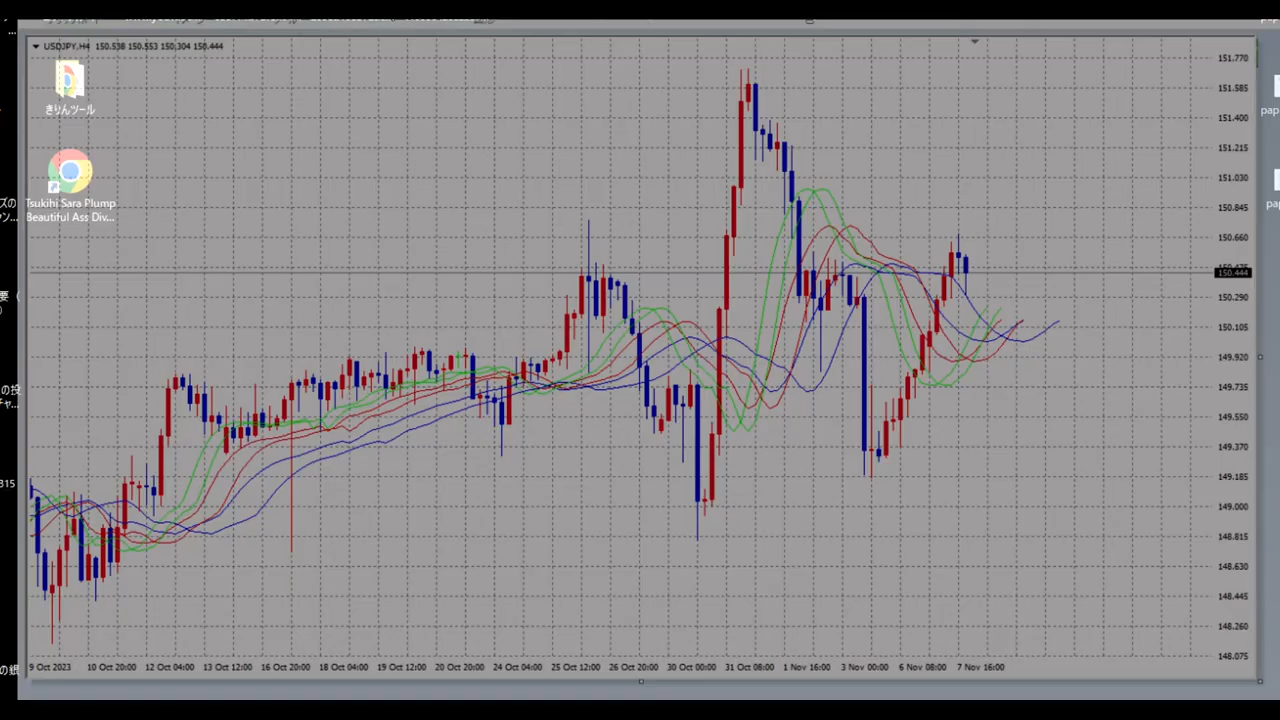 USDJPY,H4 150.538 150.553 150.304 150.444
151.770
きりんツール
151.585
pap
151.400
151.215
151.030
Tsukihi Sara Plump
Beautiful Ass Div...
150.845
pap
150.660
150.444
150.290
150.105
149.920
149.735
149.550
149.370
149.185
315
149.000
148.815
148.630
148.445
148.260
148.075
の銀
9 Oct 2023 10 Oct 20:00 12 Oct 04:00 13 Oct 12:00 16 Oct 20:00 18 Oct 04:00 19 Oct 12:00 20 Oct 20:00 24 Oct 04:00 25 Oct 12:00 26 Oct 20:00 30 Oct 00:00 31 Oct 08:00 1 Nov 16:00 3 Nov 00:00 6 Nov 08:00 7 Nov 16:00